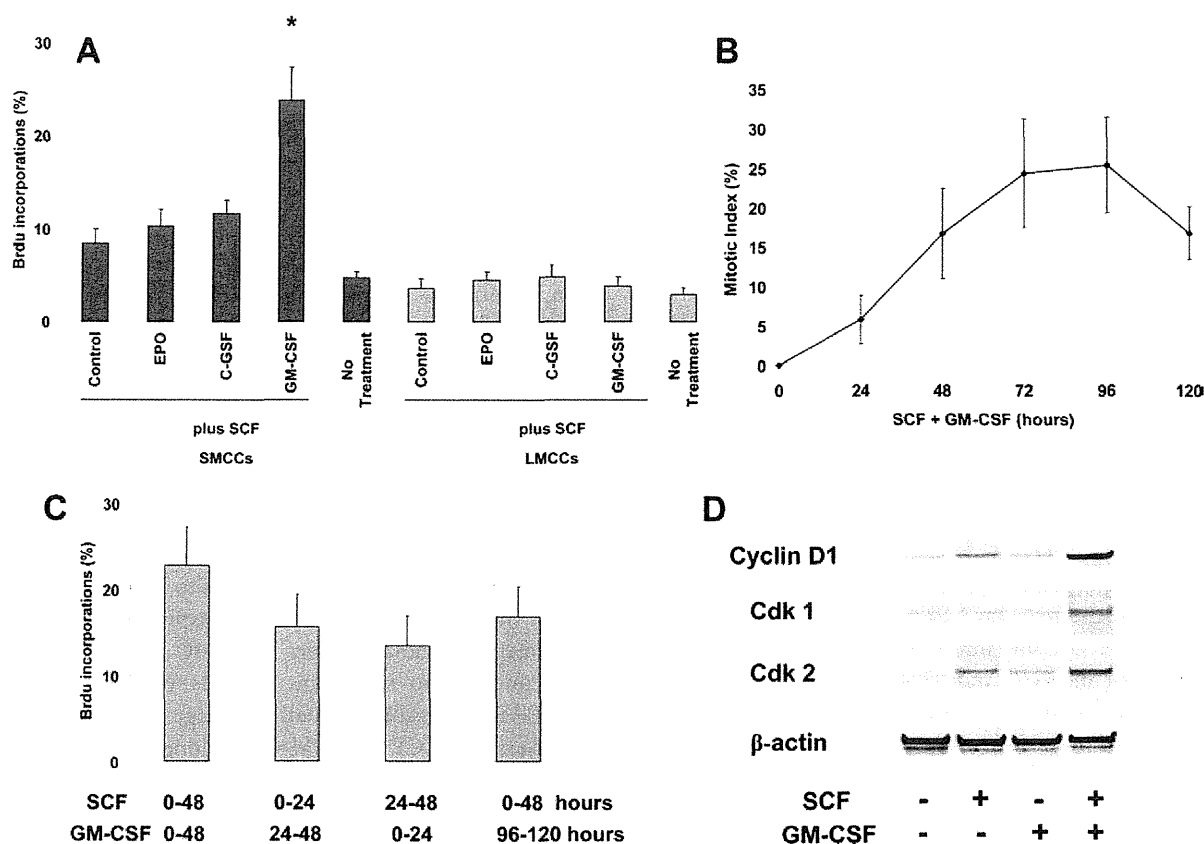 A
*
Brdu incorporations (%)
30
20
10
0
Control
EPO
C-GSF
GM-CSF
No Treatment
Control
EPO
C-GSF
GM-CSF
No Treatment
plus SCF
SMCCs
plus SCF
LMCCs
B
Mitotic Index (%)
35
30
25
20
15
10
5
0
0 24 48 72 96 120
SCF + GM-CSF (hours)
C
Brdu incorporations (%)
30
20
10
0
SCF 0-48 0-24 24-48 0-48 hours
GM-CSF 0-48 24-48 0-24 96-120 hours
D
Cyclin D1
Cdk 1
Cdk 2
β-actin
SCF - + - +
GM-CSF - - + +